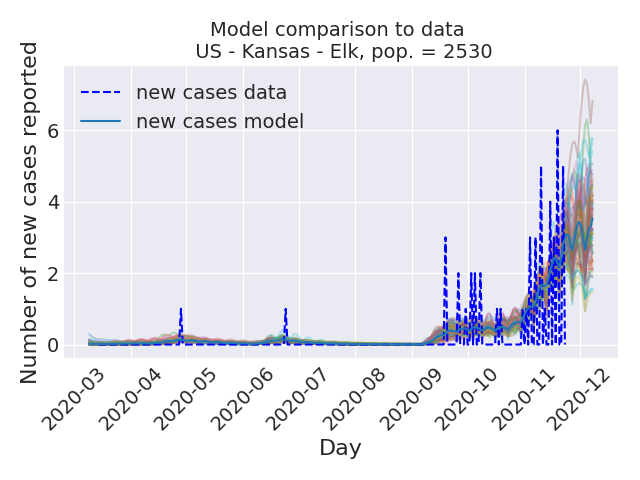 Model comparison to data
US - Kansas - Elk, pop. = 2530
new cases data
new cases model
Number of new cases reported
6
4
2
0
2020-03
2020-04
2020-05
2020-06
2020-07
2020-08
2020-09
2020-10
2020-11
2020-12
Day